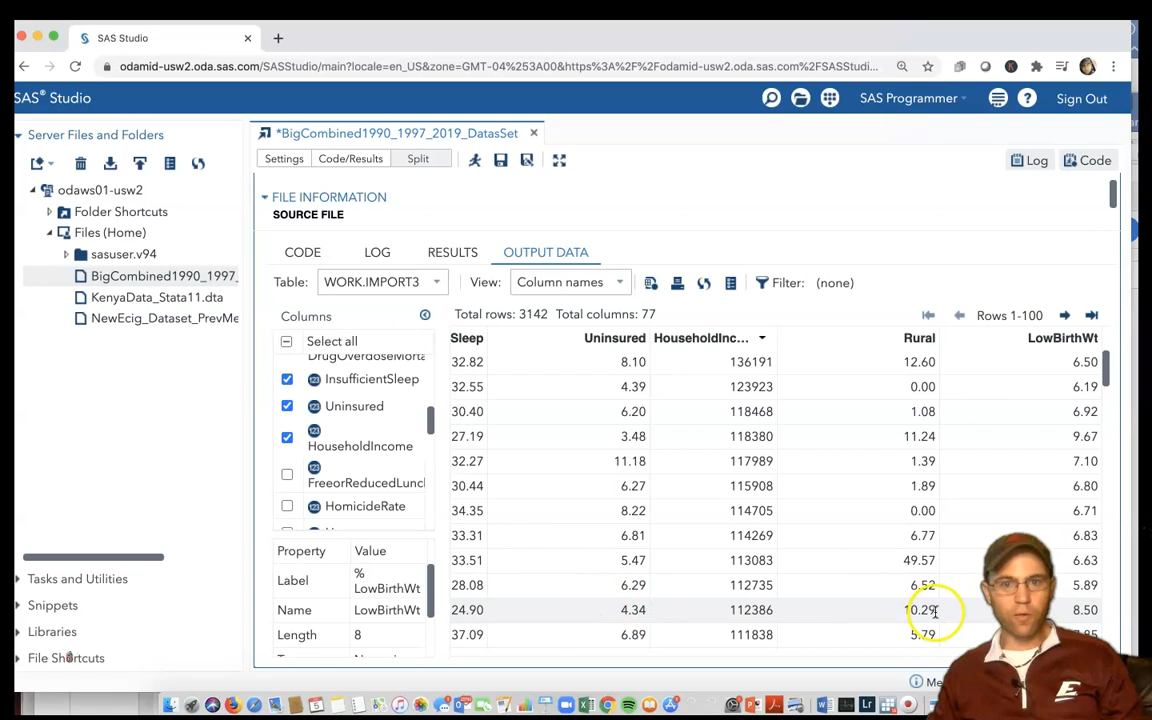 SAS Studio
odamid-usw2.oda.sas.com/SASStudio/main?locale=en_US&zone=GMT-04%253A00&https%3A%2F%2Fodamid-usw2.oda.sas.com%2FSASStudi...
SAS® Studio
SAS Programmer
Sign Out
Server Files and Folders
*BigCombined1990_1997_2019_DatasSet
Settings
Code/Results
Split
Log
Code
odaws01-usw2
Folder Shortcuts
Files (Home)
sasuser.v94
BigCombined1990_1997_
KenyaData_Stata11.dta
NewEcig_Dataset_PrevMe
FILE INFORMATION
SOURCE FILE
CODE LOG RESULTS OUTPUT DATA
Table: WORK.IMPORT3 View: Column names Filter: (none)
Columns
Total rows: 3142 Total columns: 77 Rows 1-100
Select all
DrugOverdoseMorta
InsufficientSleep
Uninsured
HouseholdIncome
FreeorReducedLunch
HomicideRate
Sleep Uninsured HouseholdInc... Rural LowBirthWt
32.82 8.10 136191 12.60 6.50
32.55 4.39 123923 0.00 6.19
30.40 6.20 118468 1.08 6.92
27.19 3.48 118380 11.24 9.67
32.27 11.18 117989 1.39 7.10
30.44 6.27 115908 1.89 6.80
34.35 8.22 114705 0.00 6.71
33.31 6.81 114269 6.77 6.83
33.51 5.47 113083 49.57 6.63
28.08 6.29 112735 6.52 5.89
24.90 4.34 112386 10.29 8.50
37.09 6.89 111838 5.79
Property Value
Label % LowBirthWt
Name LowBirthWt
Length 8
Tasks and Utilities
Snippets
Libraries
File Shortcuts